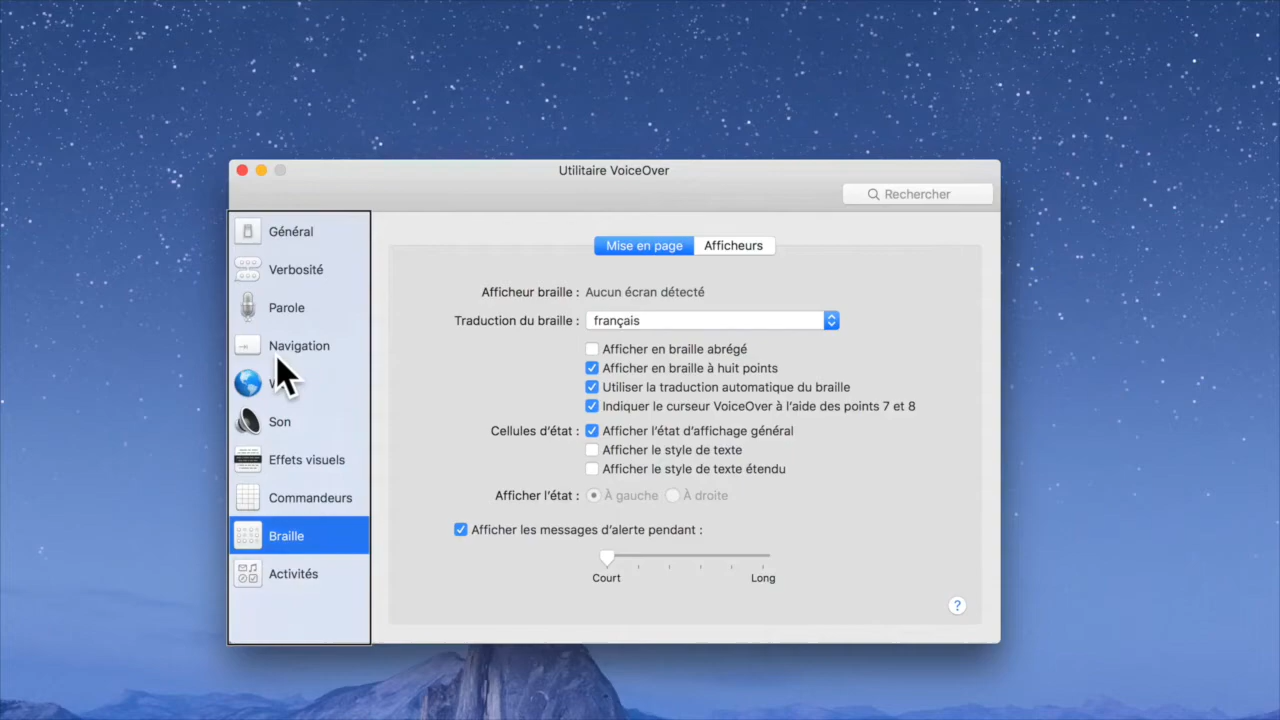 Utilitaire VoiceOver
Rechercher
Général
Verbosité
Parole
Navigation
Son
Effets visuels
Commandeurs
Braille
Activités
Mise en page Afficheurs
Afficheur braille : Aucun écran détecté
Traduction du braille : français
Afficher en braille abrégé
Afficher en braille à huit points
Utiliser la traduction automatique du braille
Indiquer le curseur VoiceOver à l’aide des points 7 et 8
Cellules d’état : Afficher l’état d’affichage général
Afficher le style de texte
Afficher le style de texte étendu
Afficher l’état : À gauche À droite
Afficher les messages d’alerte pendant :
Court Long
?